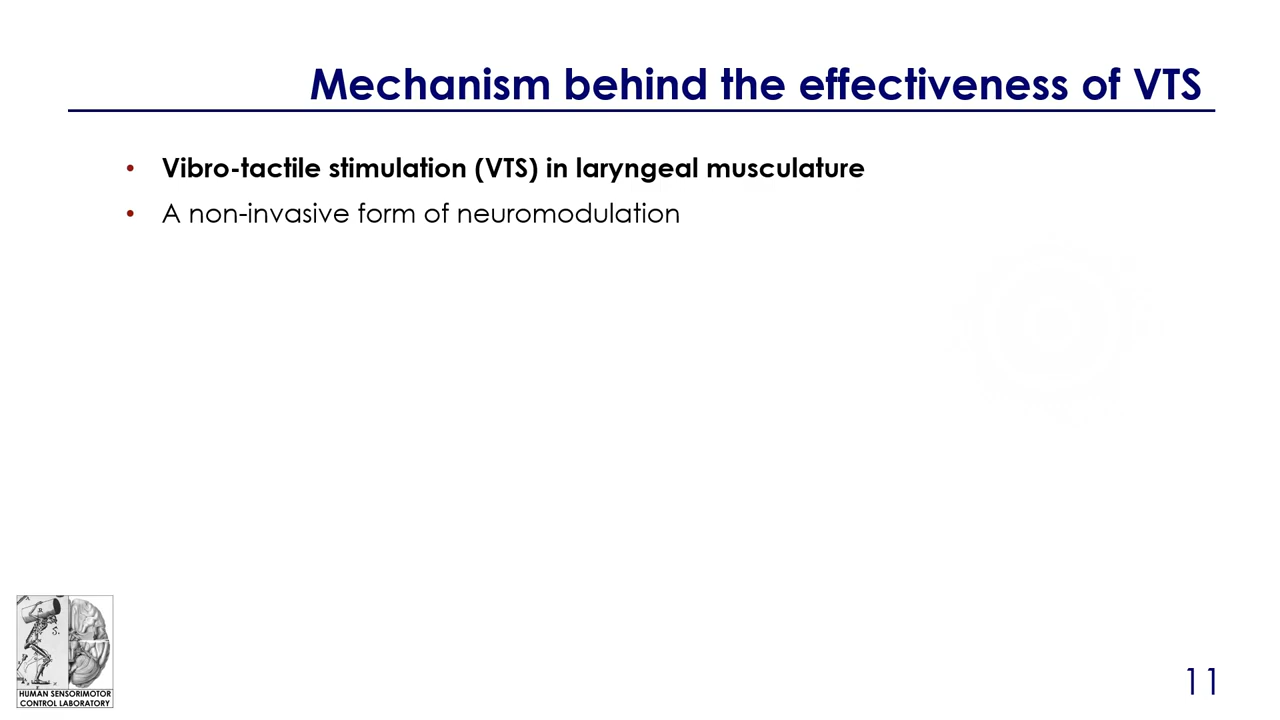 Mechanism behind the effectiveness of VTS
• Vibro-tactile stimulation (VTS) in laryngeal musculature
• A non-invasive form of neuromodulation
HUMAN SENSORIMOTOR
CONTROL LABORATORY
11